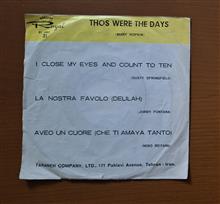 THOS WERE THE DAYS
(MARY HOPKIN)
I CLOSE MY EYES AND COUNT TO TEN
(DUSTY SPRINGFIELD)
LA NOSTRA FAVOLO (DELILAH)
(JIMMY FONTANA)
AVEO UN CUORE (CHE TI AMAYA TANTO)
(MINO REITANO)
TARANEH COMPANY, LTD., 171 Pahlavi Avenue, Tehran - Iran.